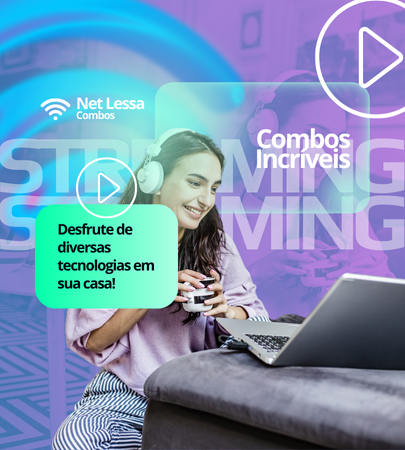 Net Lessa
Combos
Combos
Incríveis
STREAMING
STREAMING
Desfrute de
diversas
tecnologias em
sua casa!